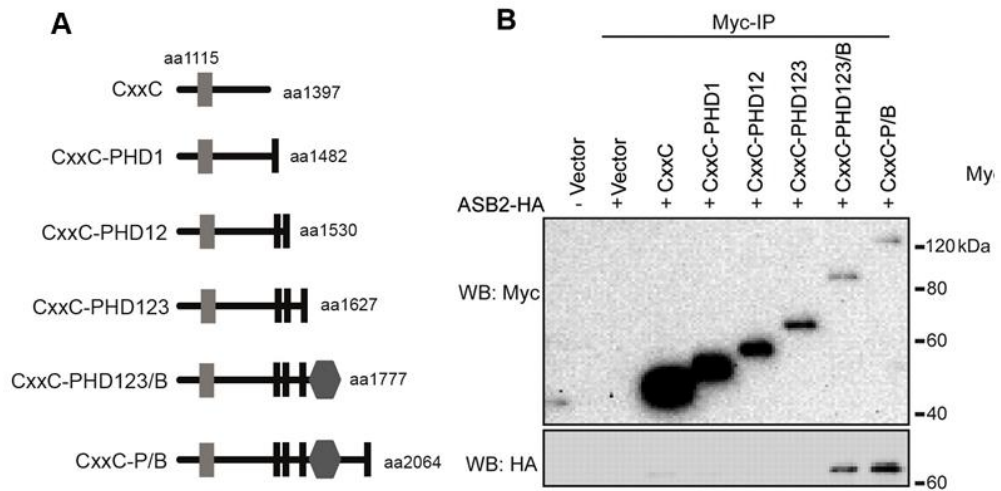 A
aa1115
CxxC
aa1397
CxxC-PHD1
aa1482
CxxC-PHD12
aa1530
CxxC-PHD123
aa1627
CxxC-PHD123/B
aa1777
CxxC-P/B
aa2064
B
Myc-IP
Vector
Vector
CxxC
CxxC-PHD1
CxxC-PHD12
CxxC-PHD123
CxxC-PHD123/B
CxxC-P/B
ASB2-HA - + + + + + + +
WB: Myc
120 kDa
80
60
40
WB: HA
60